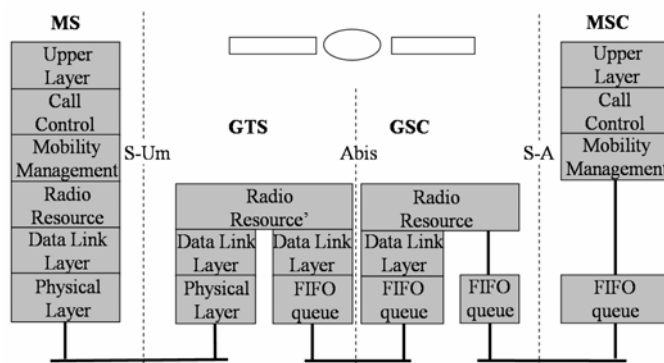 MS
MSC
Upper
Layer
Call
Control
Mobility
Management
Radio
Resource
Data Link
Layer
Physical
Layer
S-Um
GTS
Abis
GSC
S-A
Radio
Resource’
Data Link
Layer
Physical
Layer
Data Link
Layer
FIFO
queue
Radio
Resource
Data Link
Layer
FIFO
queue
FIFO
queue
Upper
Layer
Call
Control
Mobility
Management
FIFO
queue